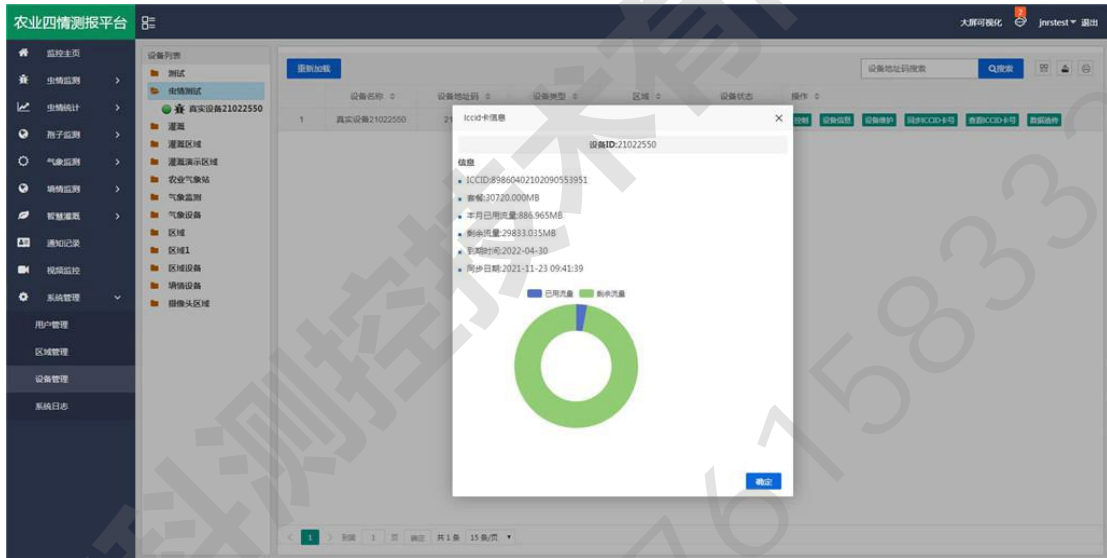 农业四情测报平台
大屏可视化 7 jnrstest 退出
监控主页
虫情监测
虫情统计
孢子监测
气象监测
墒情监测
智慧灌溉
通知记录
视频监控
系统管理
用户管理
区域管理
设备管理
系统日志
设备列表
测试
虫情测试
真实设备21022550
灌溉
灌溉区域
灌溉演示区域
农业气象站
气象监测
气象设备
区域
区域1
区域设备
墒情设备
摄像头区域
重新加载
设备地址码搜索 搜索
设备名称 设备地址码 设备类型 区域 设备状态 操作
1 真实设备21022550 21 控制 设备信息 设备维护 同步ICCID卡号 查看ICCID卡号 数据操作
Iccid卡信息
设备ID:21022550
信息
ICCID:89860402102090553951
套餐:30720.000MB
本月已用流量:886.965MB
剩余流量:29833.035MB
到期时间:2022-04-30
同步日期:2021-11-23 09:41:39
已用流量 剩余流量
确定
1 到第 1 页 确定 共 1 条 15 条/页
科测控技术有
7615833